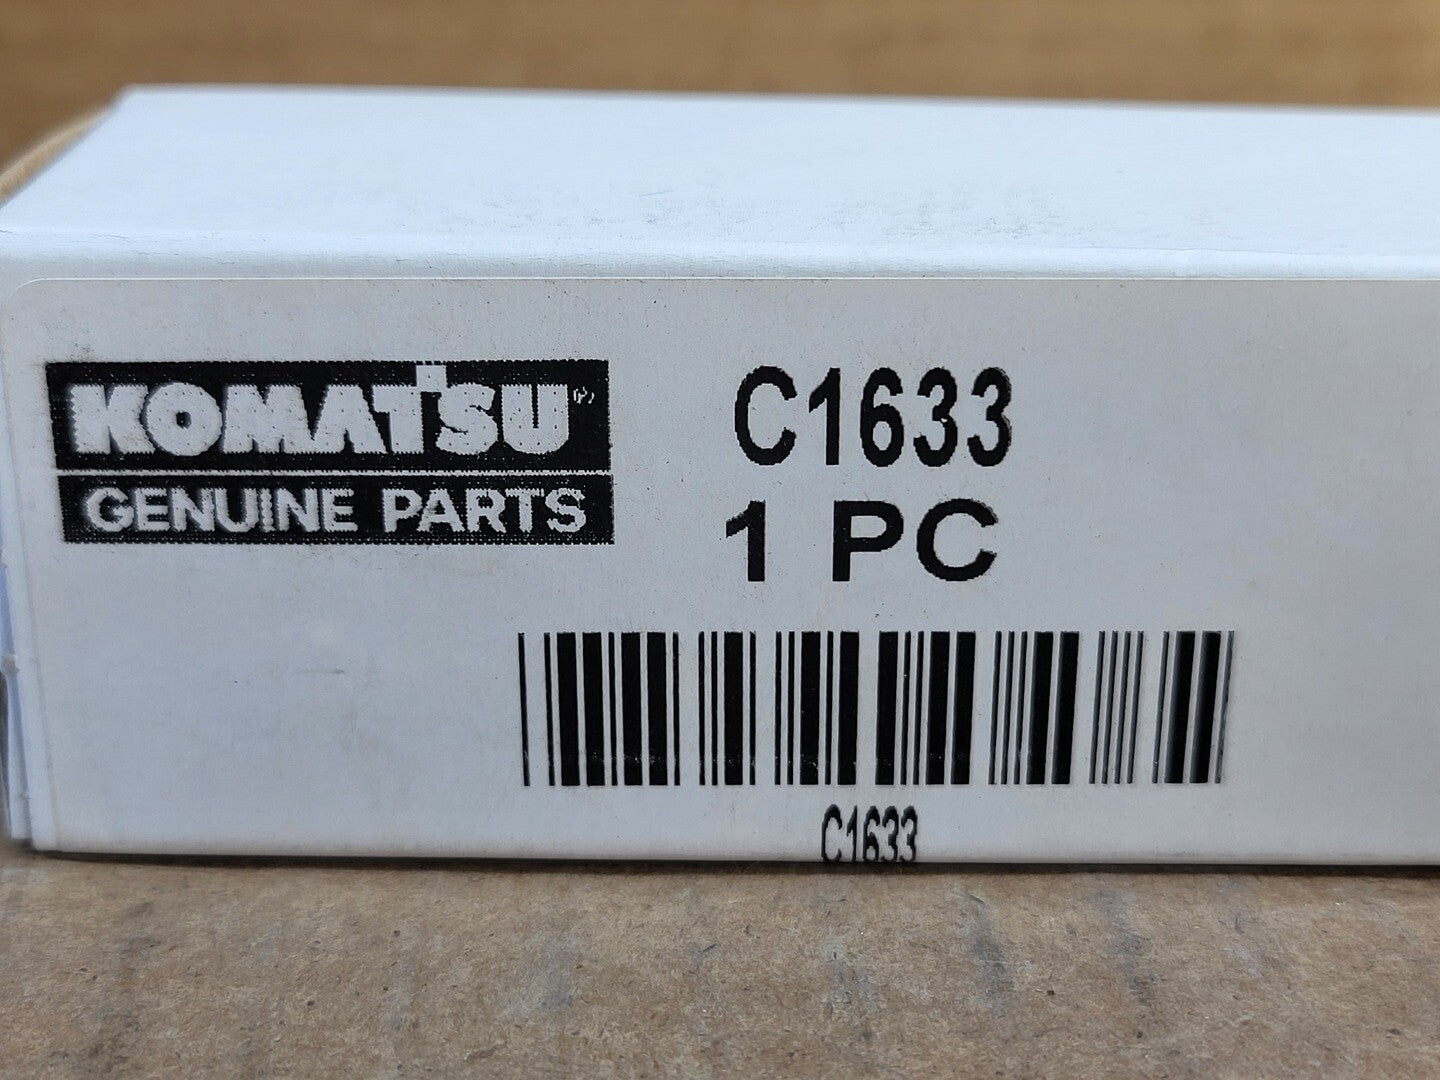 KOMATSU
GENUINE PARTS
C1633
1 PC
C1633